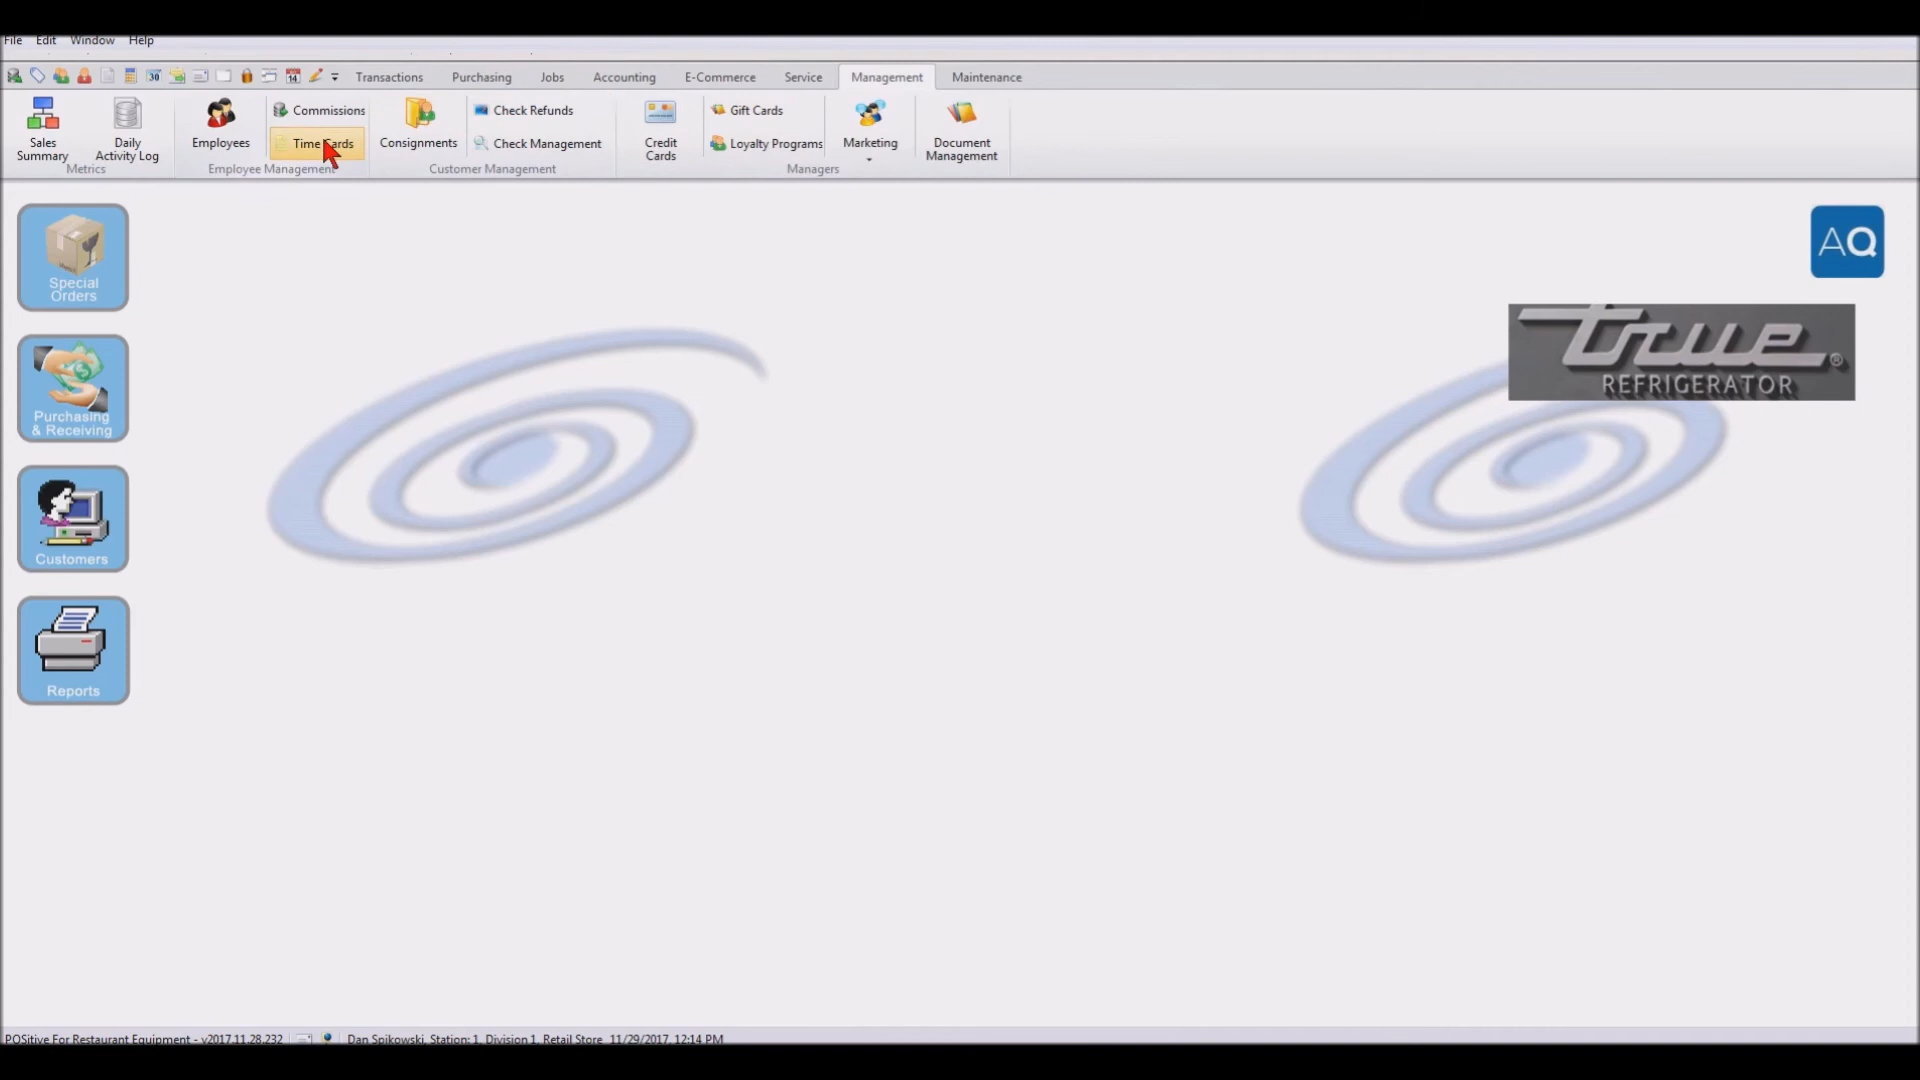 File Edit Window Help
30 14 Transactions Purchasing Jobs Accounting E-Commerce Service Management Maintenance
Sales Summary
Daily Activity Log
Metrics
Employees
Commissions
Time Cards
Employee Management
Consignments
Check Refunds
Check Management
Customer Management
Credit Cards
Gift Cards
Loyalty Programs
Marketing
Document Management
Managers
Special
Orders
Purchasing
& Receiving
Customers
Reports
AQ
True ®
REFRIGERATOR
POSitive For Restaurant Equipment - v2017.11.28.232 Dan Spikowski, Station: 1, Division 1, Retail Store 11/29/2017, 12:14 PM